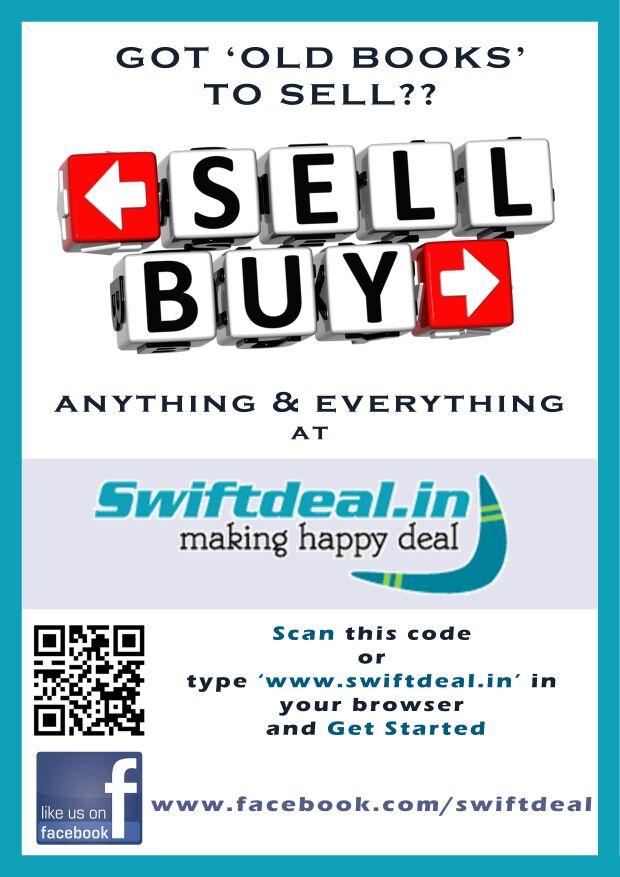 GOT ‘OLD BOOKS’
TO SELL??
SELL
BUY
ANYTHING & EVERYTHING
AT
Swiftdeal.in
making happy deal
Scan this code
or
type ‘www.swiftdeal.in’ in
your browser
and Get Started
like us on
facebook
www.facebook.com/swiftdeal